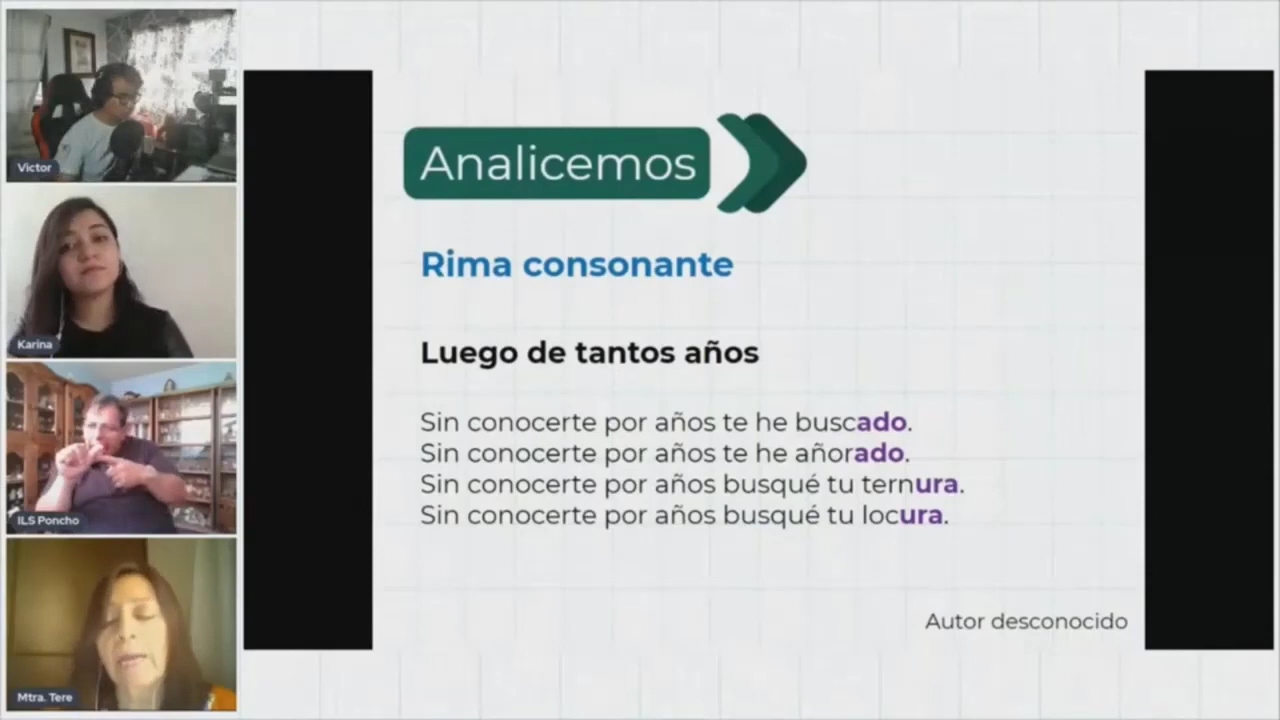 Victor
Karina
ILS Poncho
Mtra. Tere
Analicemos
Rima consonante
Luego de tantos años
Sin conocerte por años te he buscado.
Sin conocerte por años te he añorado.
Sin conocerte por años busqué tu ternura.
Sin conocerte por años busqué tu locura.
Autor desconocido